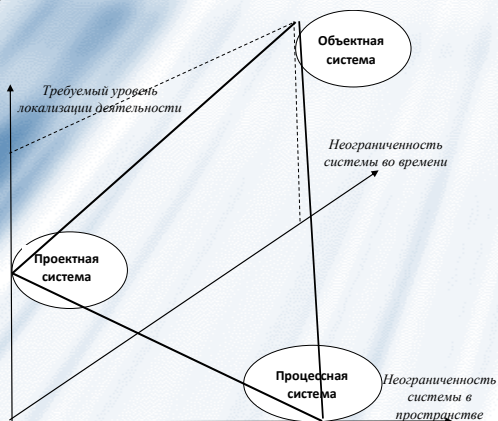 Объектная
система
Требуемый уровень
локализации деятельности
Неограниченность
системы во времени
Проектная
система
Процессная
система
Неограниченность
системы в
пространстве